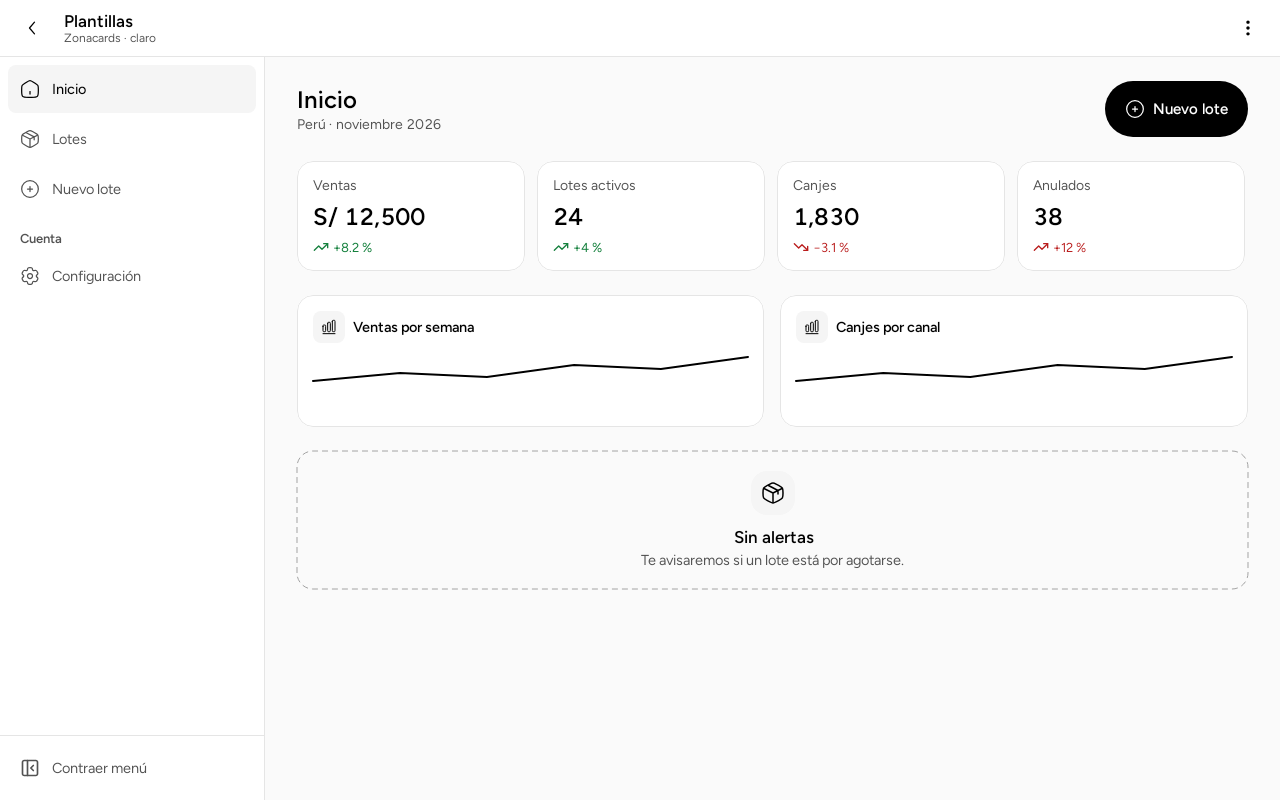 Plantillas
Zonacards · claro
Inicio
Lotes
Nuevo lote
Cuenta
Configuración
Contraer menú
Inicio
Perú · noviembre 2026
Nuevo lote
Ventas
S/ 12,500
+8.2 %
Lotes activos
24
+4 %
Canjes
1,830
−3.1 %
Anulados
38
+12 %
Ventas por semana
Canjes por canal
Sin alertas
Te avisaremos si un lote está por agotarse.